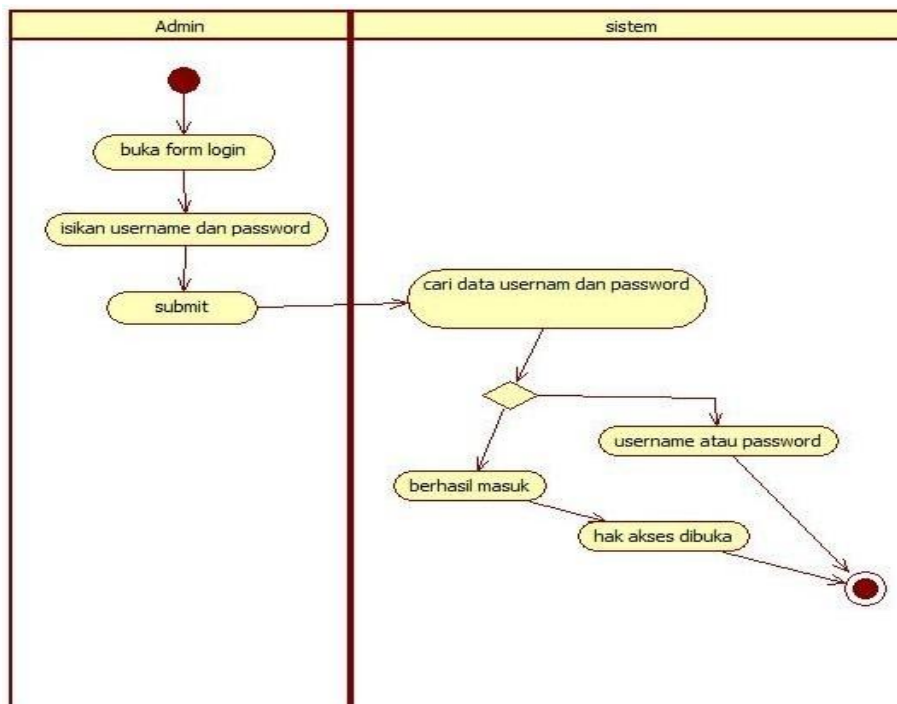 Admin
sistem
buka form login
isikan username dan password
submit
cari data usernam dan password
username atau password
berhasil masuk
hak akses dibuka